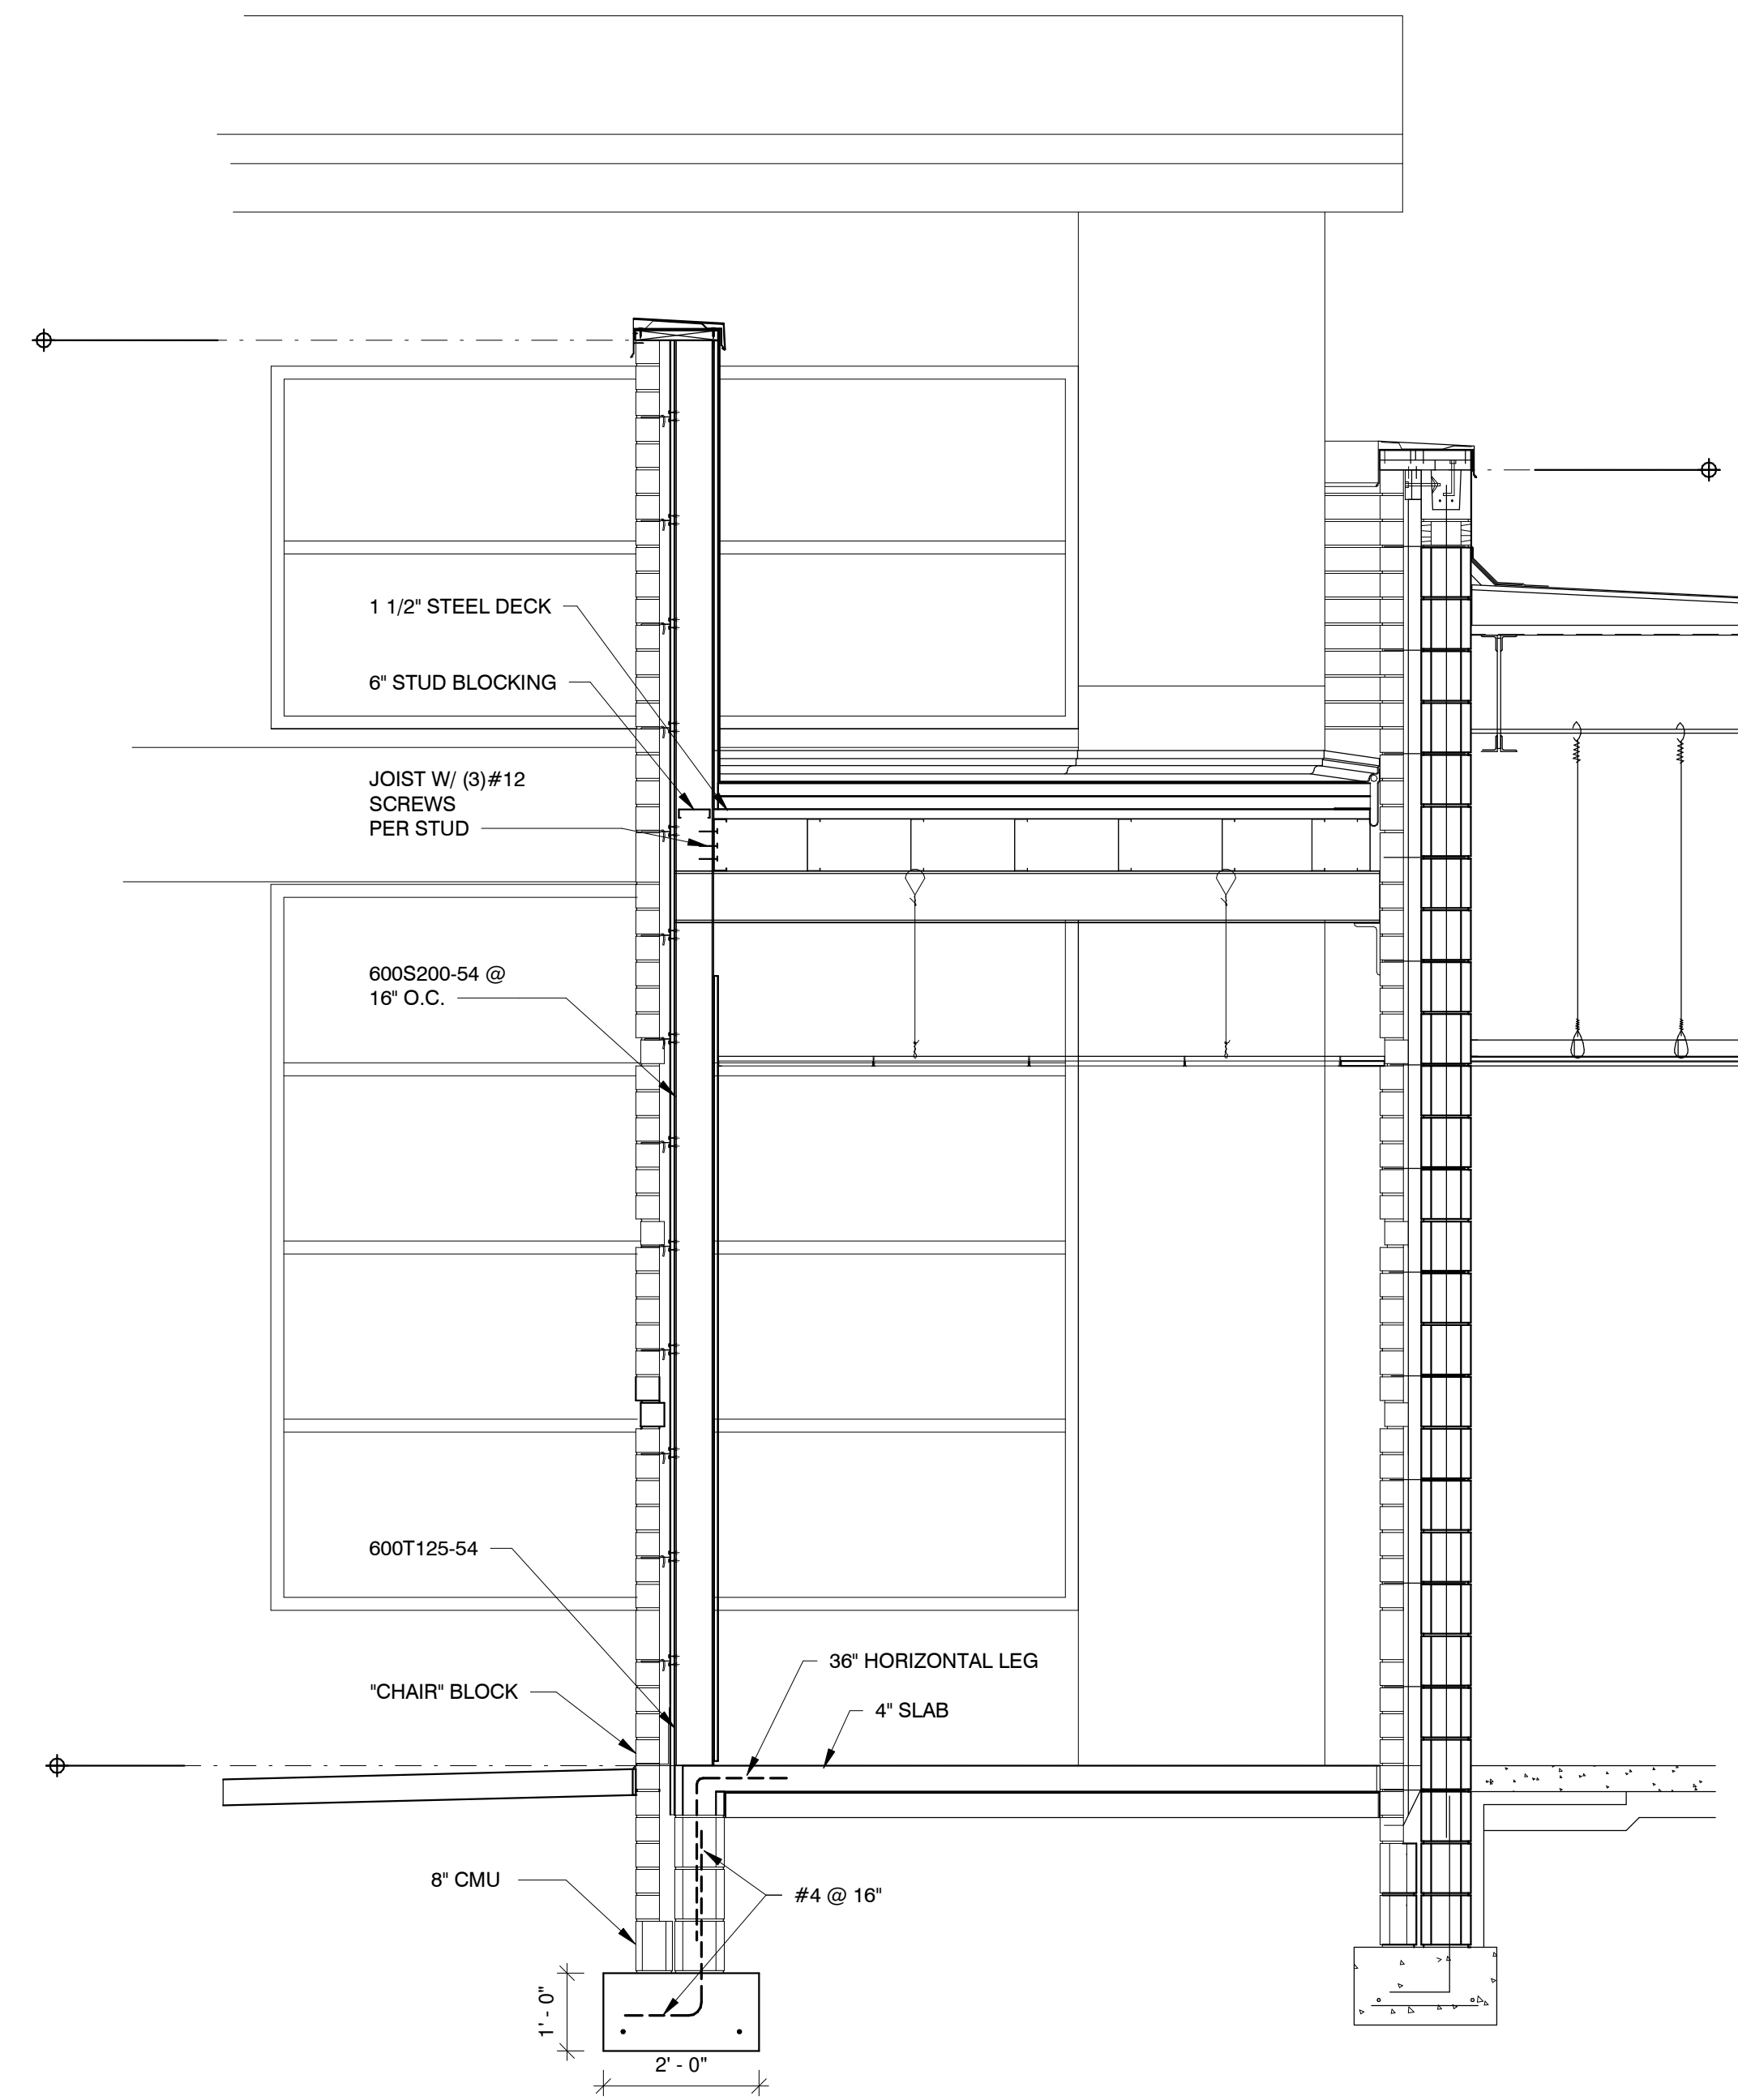 1 1/2" STEEL DECK
6" STUD BLOCKING
JOIST W/ (3)#12
SCREWS
PER STUD
600S200-54 @
16" O.C.
600T125-54
36" HORIZONTAL LEG
"CHAIR" BLOCK
4" SLAB
8" CMU
#4 @ 16"
1' - 0"
2' - 0"